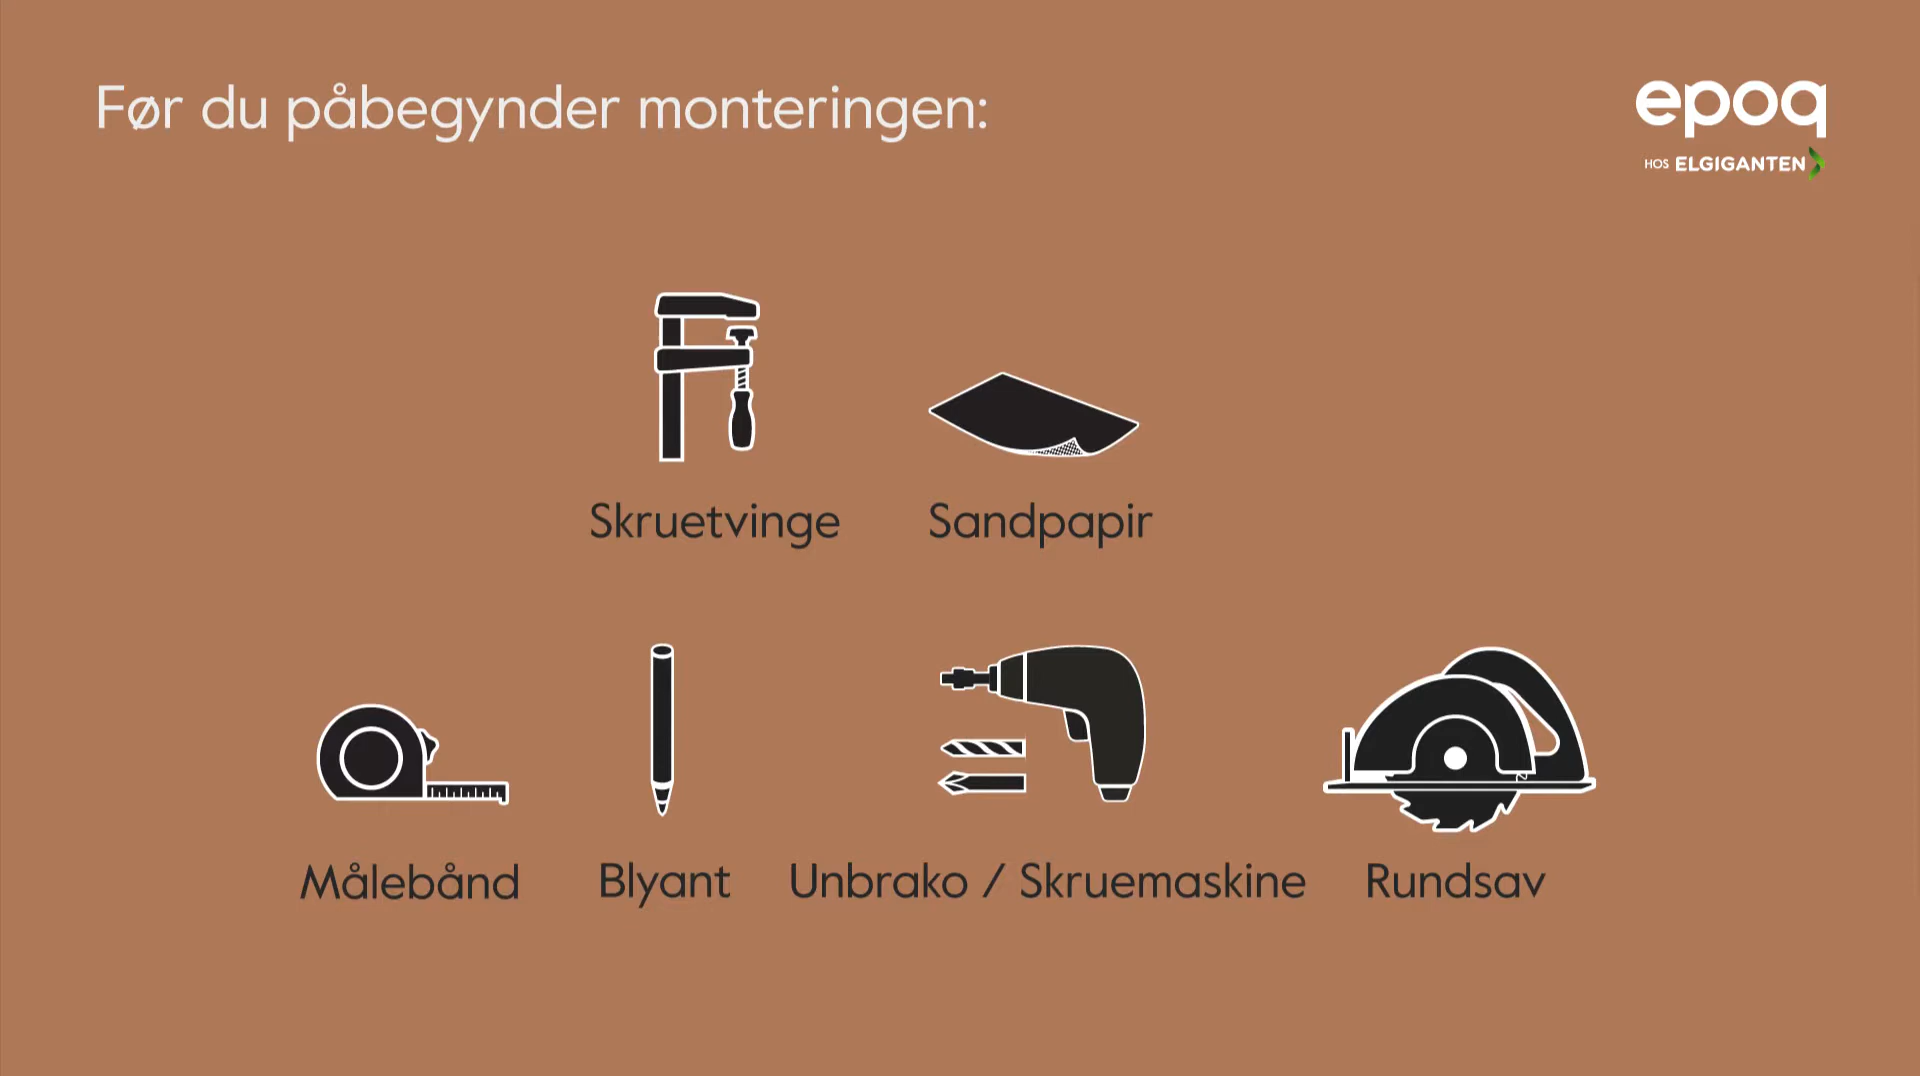 Før du påbegynder monteringen:
epoq
HOS ELGIGANTEN
Skruetvinge
Sandpapir
Målebånd
Blyant
Unbrako / Skruemaskine
Rundsav